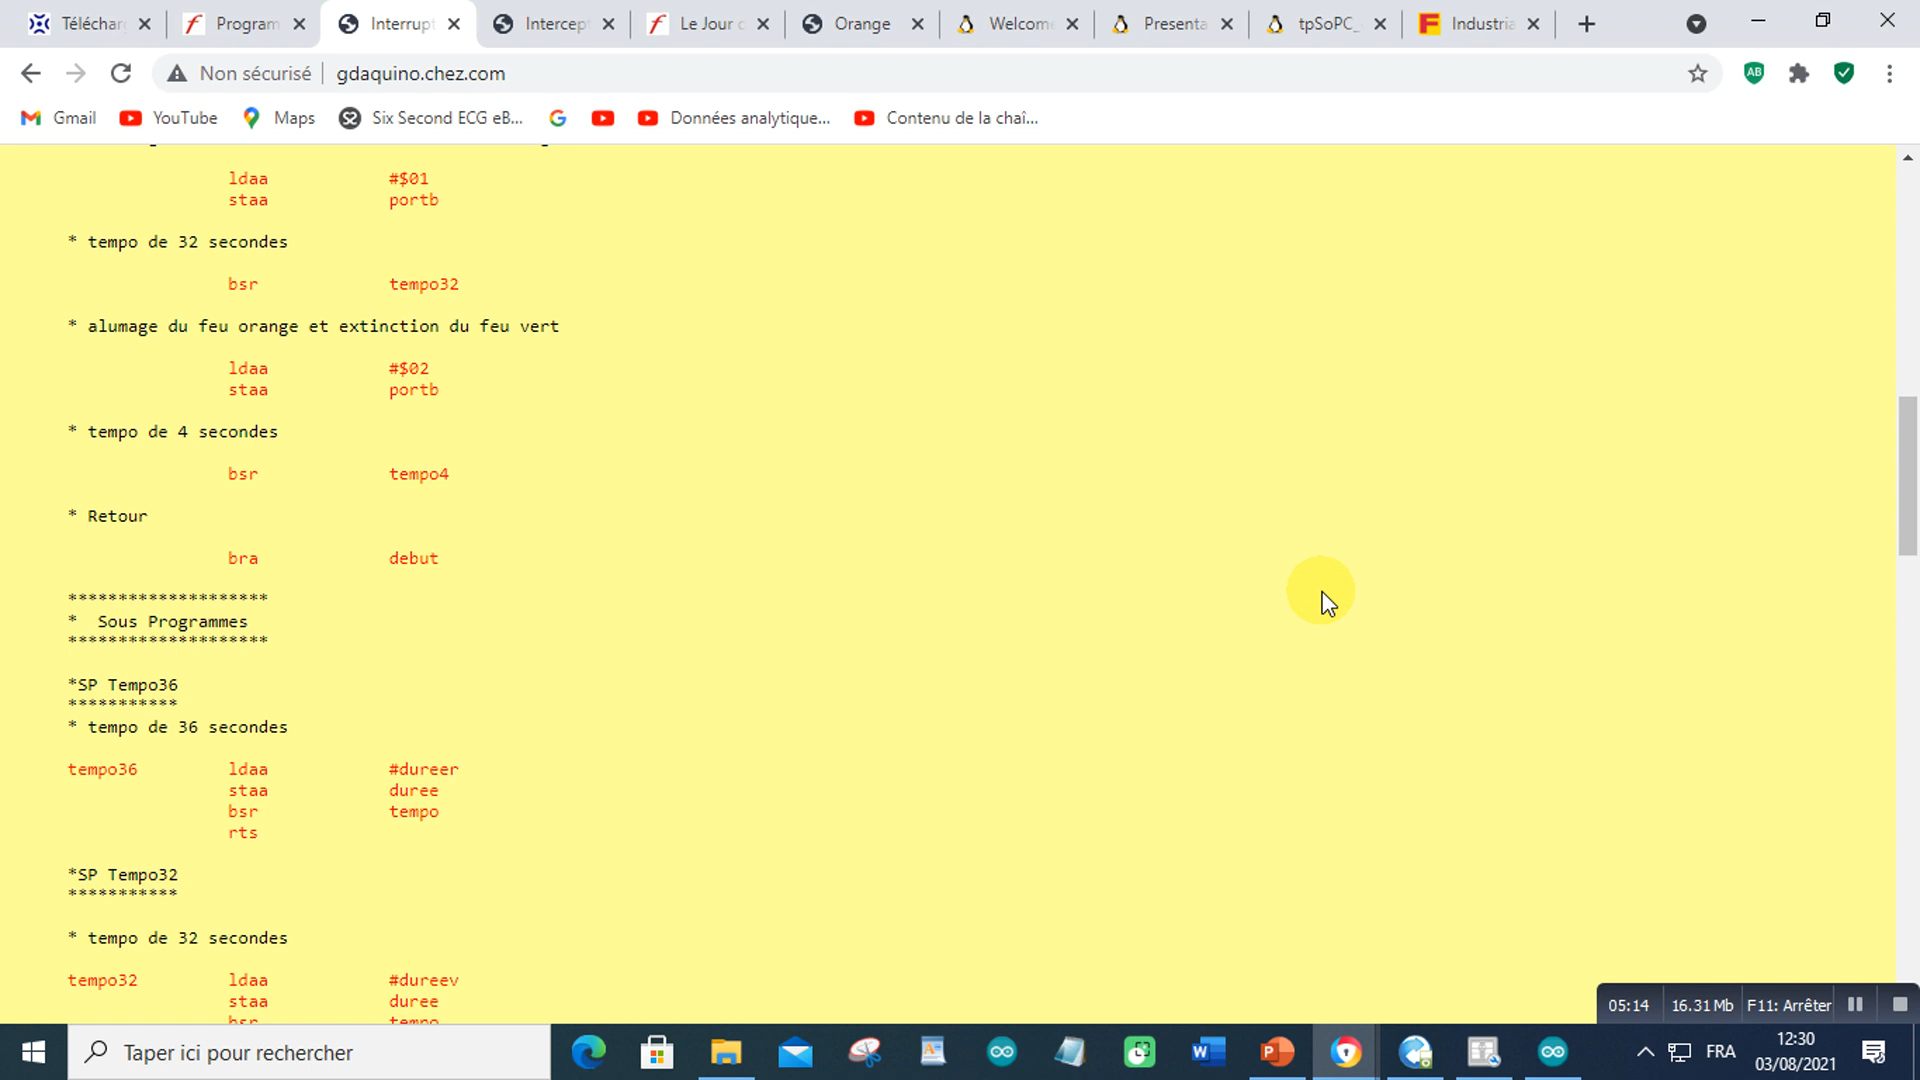 Téléchar
Program
Interrupt
Intercep
Le Jour
Orange
Welcom
Presenta
tpSoPC_
Industria
Non sécurisé
gdaquino.chez.com
Gmail
YouTube
Maps
Six Second ECG eB...
Données analytique...
Contenu de la chaî...
ldaa #$01
staa portb
* tempo de 32 secondes
bsr tempo32
* alumage du feu orange et extinction du feu vert
ldaa #$02
staa portb
* tempo de 4 secondes
bsr tempo4
* Retour
bra debut
********************
* Sous Programmes
********************
*SP Tempo36
***********
* tempo de 36 secondes
tempo36 ldaa #dureer
staa duree
bsr tempo
rts
*SP Tempo32
***********
* tempo de 32 secondes
tempo32 ldaa #dureev
staa duree
bsr tempo
05:14 16.31 Mb F11: Arrêter
Taper ici pour rechercher
FRA
12:30
03/08/2021